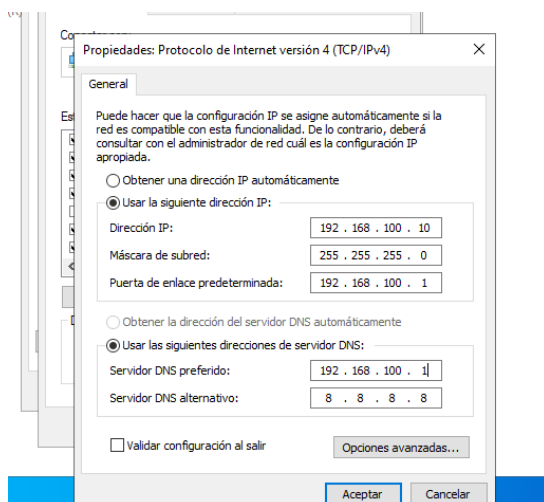 Propiedades: Protocolo de Internet versión 4 (TCP/IPv4)
General
Puede hacer que la configuración IP se asigne automáticamente si la
red es compatible con esta funcionalidad. De lo contrario, deberá
consultar con el administrador de red cuál es la configuración IP
apropiada.
Obtener una dirección IP automáticamente
Usar la siguiente dirección IP:
Dirección IP: 192 . 168 . 100 . 10
Máscara de subred: 255 . 255 . 255 . 0
Puerta de enlace predeterminada: 192 . 168 . 100 . 1
Obtener la dirección del servidor DNS automáticamente
Usar las siguientes direcciones de servidor DNS:
Servidor DNS preferido: 192 . 168 . 100 . 1
Servidor DNS alternativo: 8 . 8 . 8 . 8
Validar configuración al salir
Opciones avanzadas...
Aceptar Cancelar